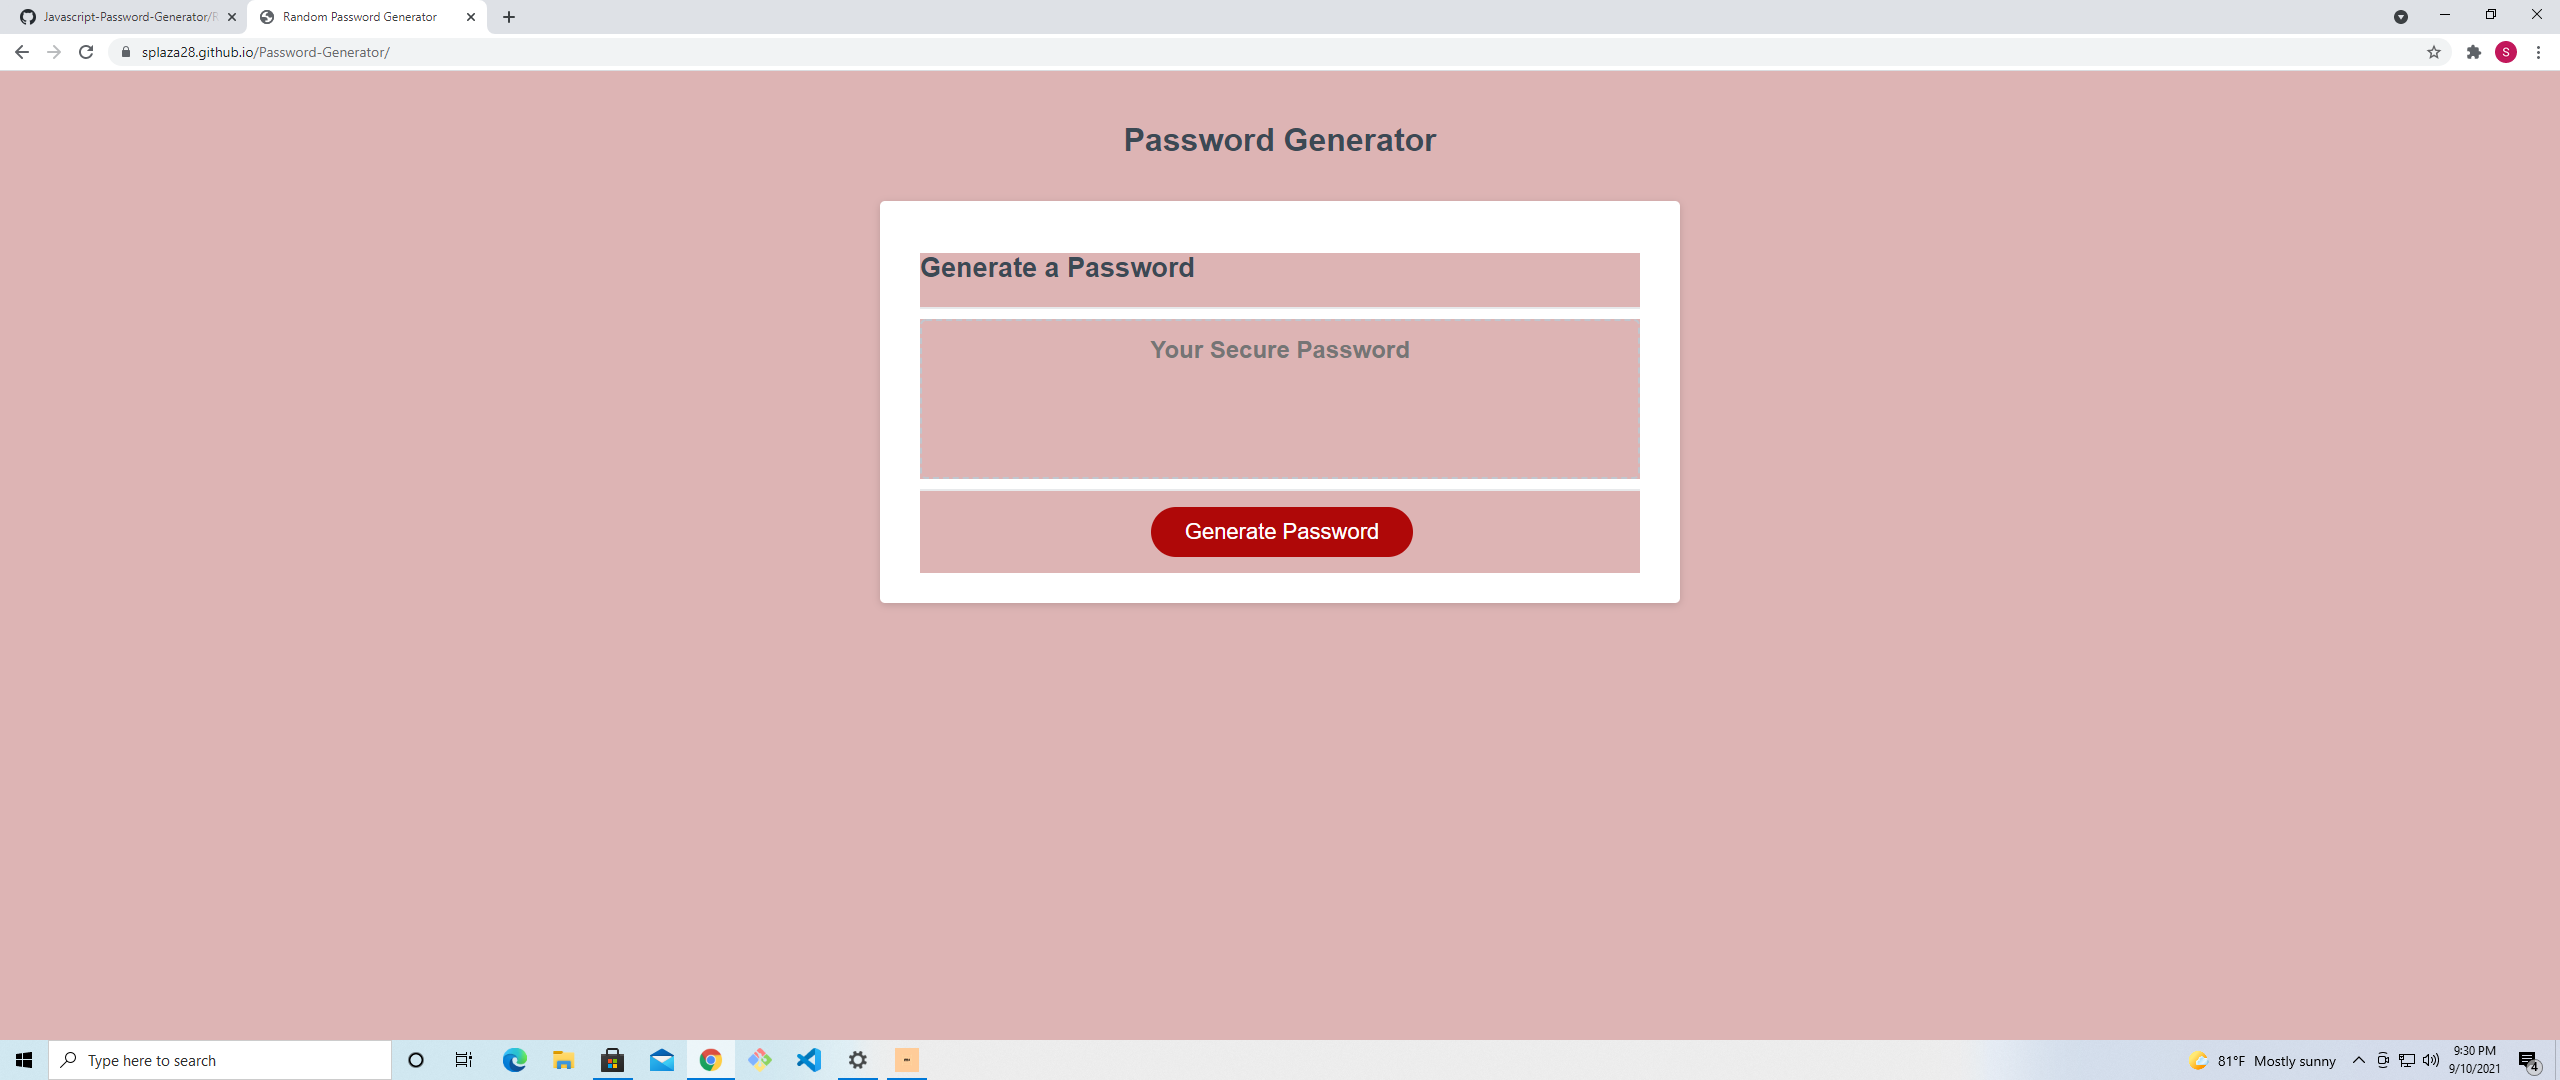 Javascript-Password-Generator/R
Random Password Generator
splaza28.github.io/Password-Generator/
S
Password Generator
Generate a Password
Your Secure Password
Generate Password
Type here to search
81°F Mostly sunny
9:30 PM
9/10/2021
4